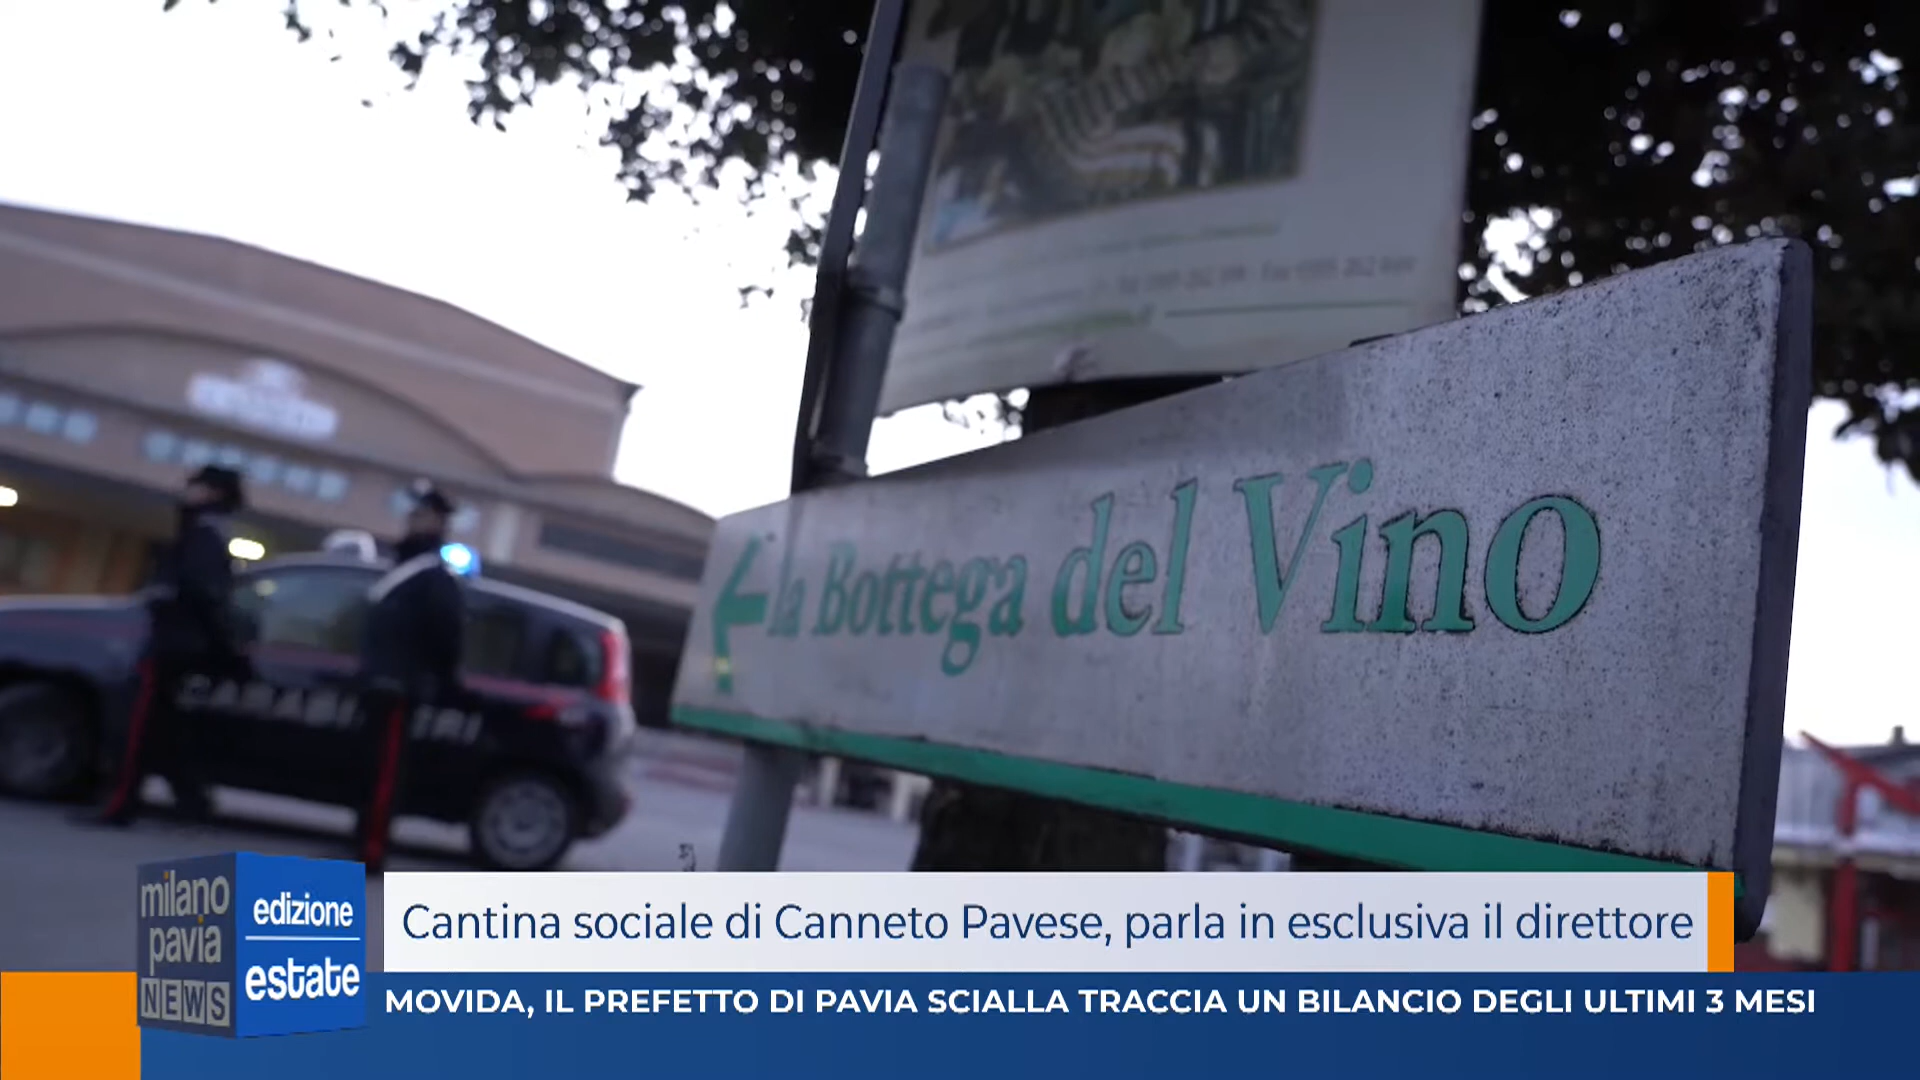 la Bottega del Vino
CARABINIERI
milano
pavia
NEWS
edizione
estate
Cantina sociale di Canneto Pavese, parla in esclusiva il direttore
MOVIDA, IL PREFETTO DI PAVIA SCIALLA TRACCIA UN BILANCIO DEGLI ULTIMI 3 MESI